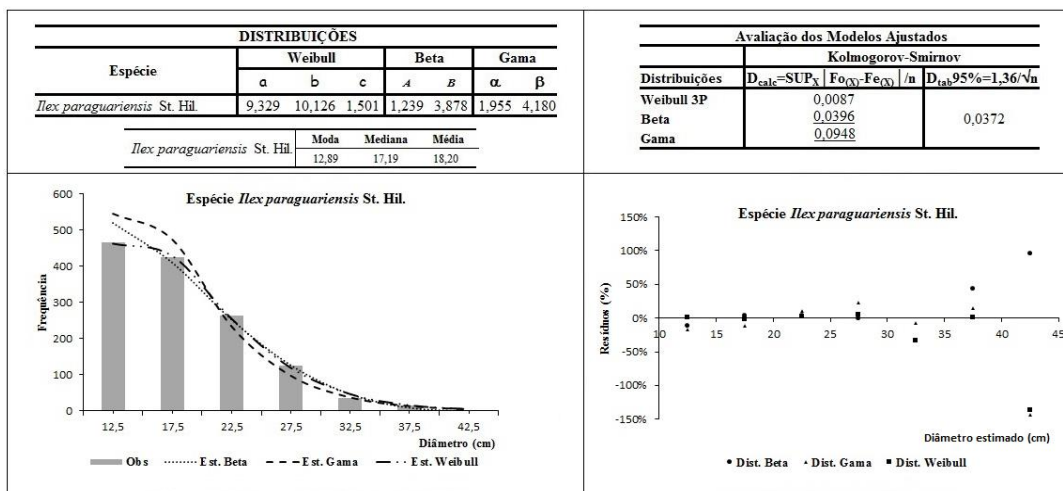 DISTRIBUIÇÕES
Espécie Weibull Beta Gama
a b c A B α β
Ilex paraguariensis St. Hil. 9,329 10,126 1,501 1,239 3,878 1,955 4,180
Ilex paraguariensis St. Hil. Moda Mediana Média
12,89 17,19 18,20
Avaliação dos Modelos Ajustados
Kolmogorov-Smirnov
Distribuições Dcalc=SUPX|Fo(X)-Fe(X)|/n Dtab95%=1,36/√n
Weibull 3P 0,0087
Beta 0,0396 0,0372
Gama 0,0948
Espécie Ilex paraguariensis St. Hil.
Frequência
600
500
400
300
200
100
0
12,5 17,5 22,5 27,5 32,5 37,5 42,5
Diâmetro (cm)
Obs Est. Beta Est. Gama Est. Weibull
Espécie Ilex paraguariensis St. Hil.
Resíduos (%)
150%
100%
50%
0%
-50%
-100%
-150%
10 15 20 25 30 35 40 45
Diâmetro estimado (cm)
Dist. Beta Dist. Gama Dist. Weibull